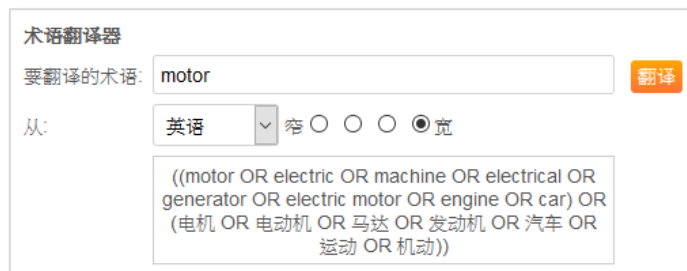 术语翻译器
要翻译的术语: motor 翻译
从: 英语 窄 宽
((motor OR electric OR machine OR electrical OR
generator OR electric motor OR engine OR car) OR
(电机 OR 电动机 OR 马达 OR 发动机 OR 汽车 OR
运动 OR 机动))